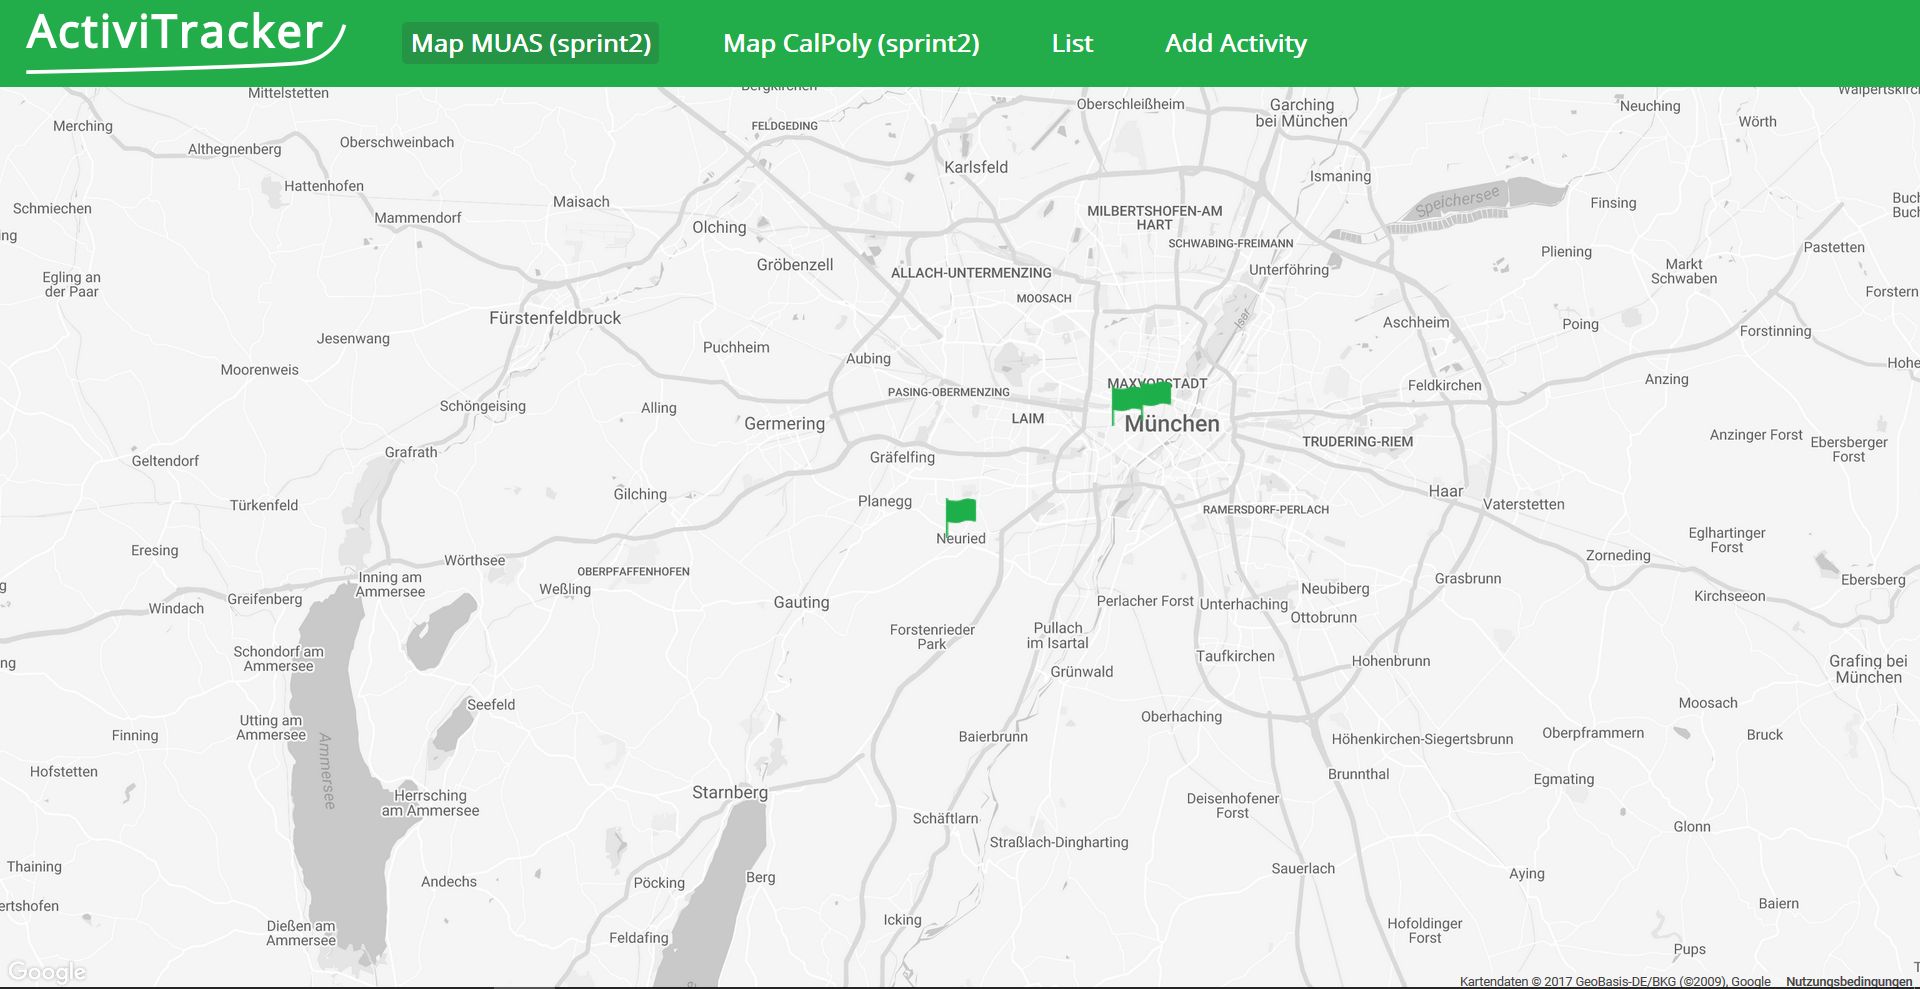 ActiviTracker
Map MUAS (sprint2)
Map CalPoly (sprint2)
List
Add Activity
Mittelstetten
Oberschleißheim
Garching
bei München
Neuching
Merching
FELDGEDING
Wörth
Althegnenberg
Oberschweinbach
Karlsfeld
Ismaning
Hattenhofen
Maisach
Speichersee
Finsing
Schmiechen
Mammendorf
Olching
MILBERTSHOFEN-AM
HART
SCHWABING-FREIMANN
Pliening
Pastetten
Egling an
der Paar
Gröbenzell
ALLACH-UNTERMENZING
Unterföhring
Markt
Schwaben
MOOSACH
Forstern
Fürstenfeldbruck
Isar
Aschheim
Poing
Forstinning
Jesenwang
Puchheim
Aubing
Moorenweis
PASING-OBERMENZING
MAXVORSTADT
Feldkirchen
Anzing
Schöngeising
Alling
Germering
LAIM
München
TRUDERING-RIEM
Anzinger Forst
Ebersberger
Forst
Grafrath
Geltendorf
Gräfelfing
Gilching
Planegg
Haar
Vaterstetten
Türkenfeld
RAMERSDORF-PERLACH
Neuried
Eglhartinger
Forst
Eresing
Wörthsee
Zorneding
Inning am
Ammersee
OBERPFAFFENHOFEN
Weßling
Neubiberg
Grasbrunn
Ebersberg
Greifenberg
Windach
Gauting
Perlacher Forst
Unterhaching
Ottobrunn
Kirchseeon
Forstenrieder
Park
Pullach
im Isartal
Schondorf am
Ammersee
Taufkirchen
Hohenbrunn
Grafing bei
München
Grünwald
Seefeld
Moosach
Utting am
Ammersee
Finning
Oberhaching
Baierbrunn
Höhenkirchen-Siegertsbrunn
Oberpframmern
Bruck
Ammersee
Hofstetten
Brunnthal
Egmating
Herrsching
am Ammersee
Starnberg
Deisenhofener
Forst
Schäftlarn
Glonn
Straßlach-Dingharting
Thaining
Andechs
Pöcking
Berg
Sauerlach
Aying
Baiern
Dießen am
Ammersee
Feldafing
Icking
Hofoldinger
Forst
Pups
Google
Kartendaten © 2017 GeoBasis-DE/BKG (©2009), Google
Nutzungsbedingungen